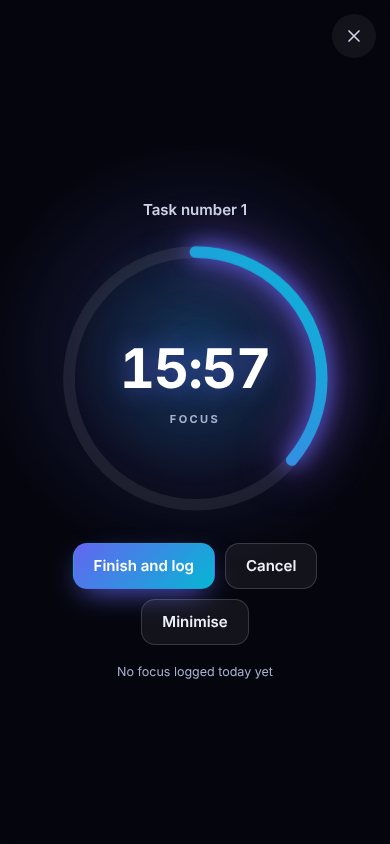 Task number 1
15:57
FOCUS
Finish and log
Cancel
Minimise
No focus logged today yet